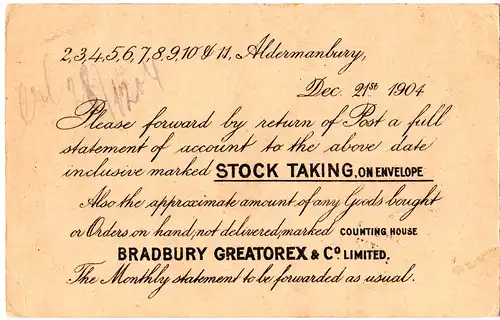 2,3,4,5,6,7,8,9,10 & 11, Aldermanbury,
Dec 21st 1904
Please forward by return of Post a full
statement of account to the above date
inclusive marked STOCK TAKING, ON ENVELOPE
Also the approximate amount of any Goods bought
or Orders on hand, not delivered, marked COUNTING HOUSE
BRADBURY GREATOREX & Co LIMITED.
The Monthly statement to be forwarded as usual.